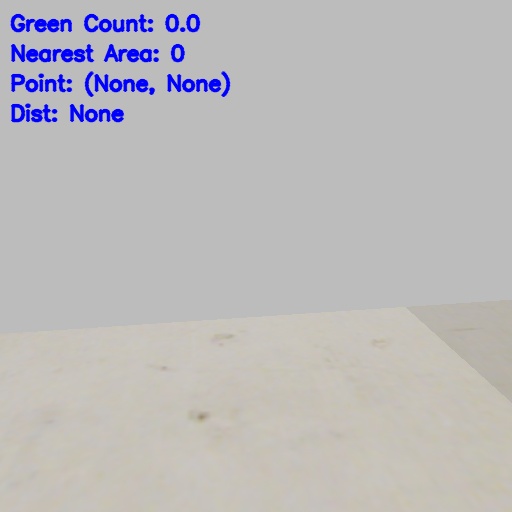 Green Count: 0.0
Nearest Area: 0
Point: (None, None)
Dist: None